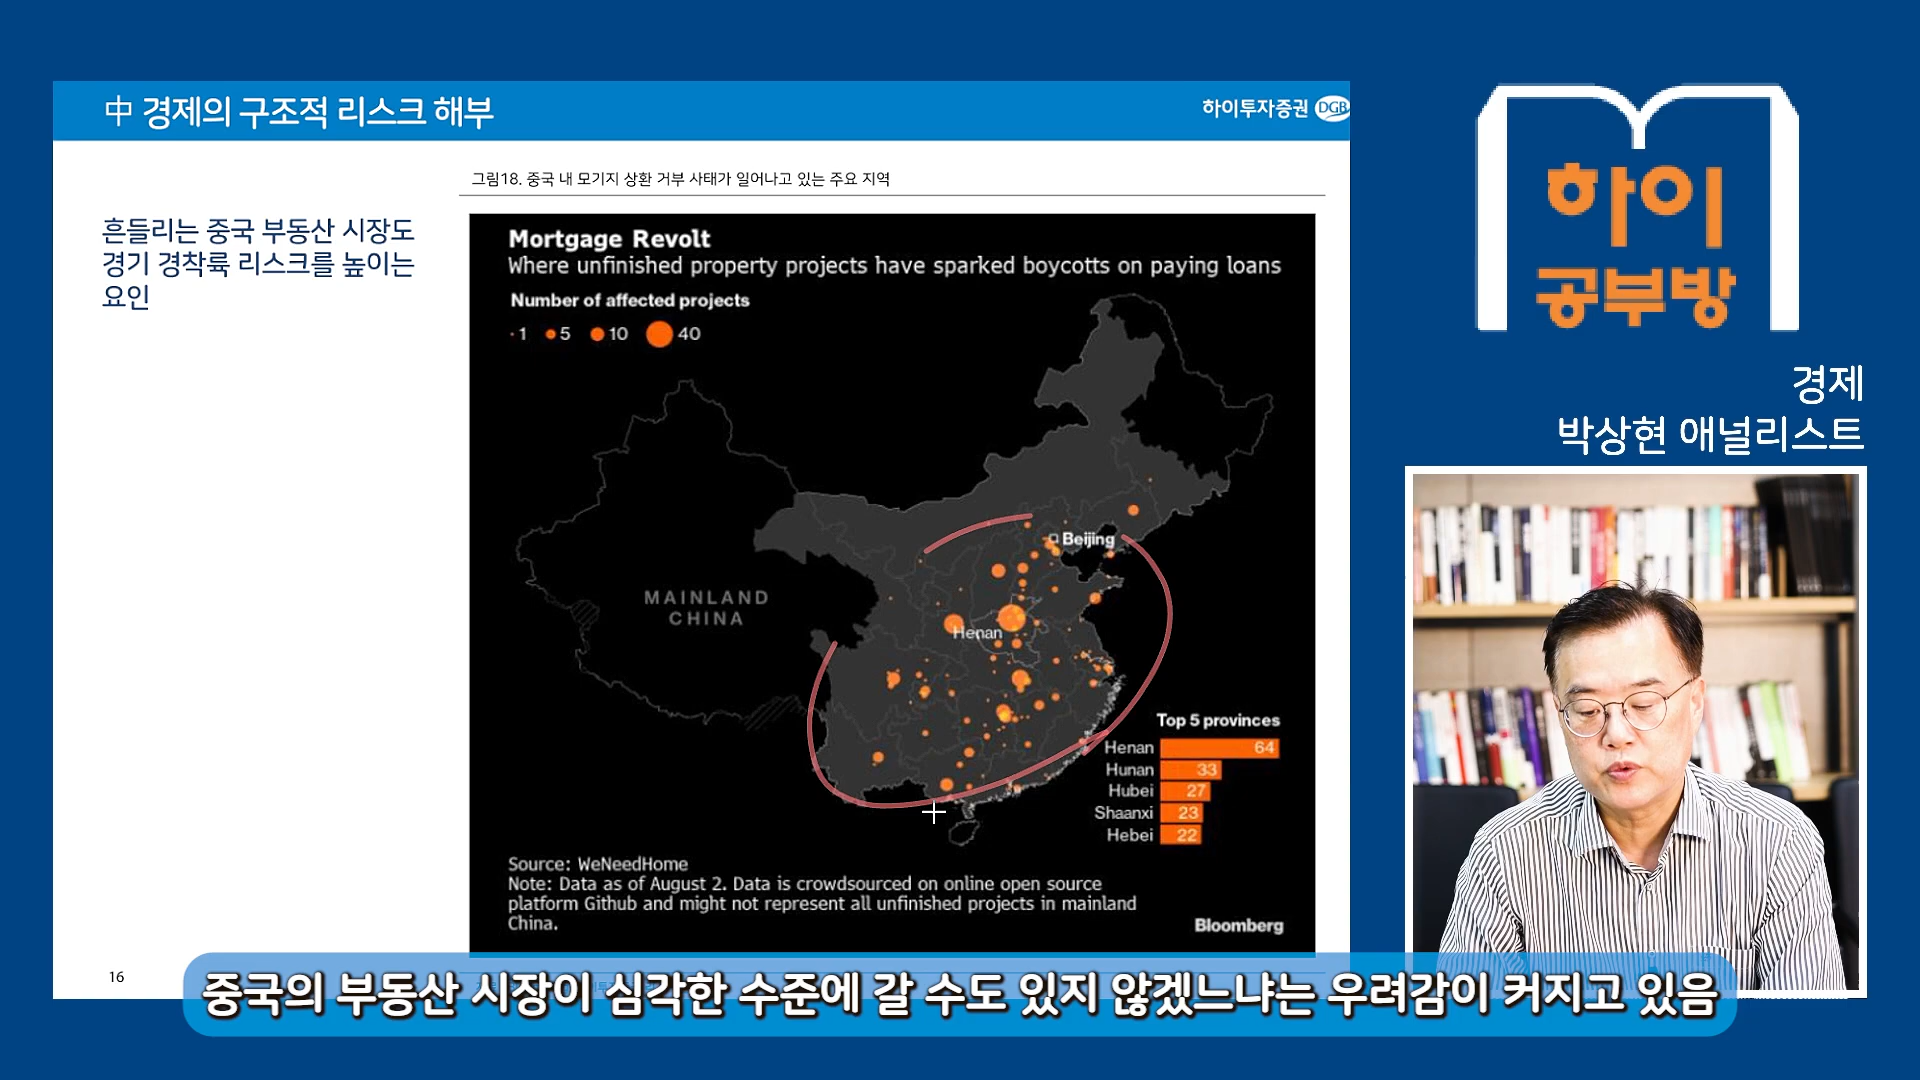 中 경제의 구조적 리스크 해부
하이투자증권 DGB
그림18. 중국 내 모기지 상환 거부 사태가 일어나고 있는 주요 지역
흔들리는 중국 부동산 시장도
경기 경착륙 리스크를 높이는
요인
Mortgage Revolt
Where unfinished property projects have sparked boycotts on paying loans
Number of affected projects
1 5 10 40
Beijing
MAINLAND
CHINA
Henan
Top 5 provinces
Henan 64
Hunan 33
Hubei 27
Shaanxi 23
Hebei 22
Source: WeNeedHome
Note: Data as of August 2. Data is crowdsourced on online open source
platform Github and might not represent all unfinished projects in mainland
China.
Bloomberg
16
하이
공부방
경제
박상현 애널리스트
중국의 부동산 시장이 심각한 수준에 갈 수도 있지 않겠느냐는 우려감이 커지고 있음